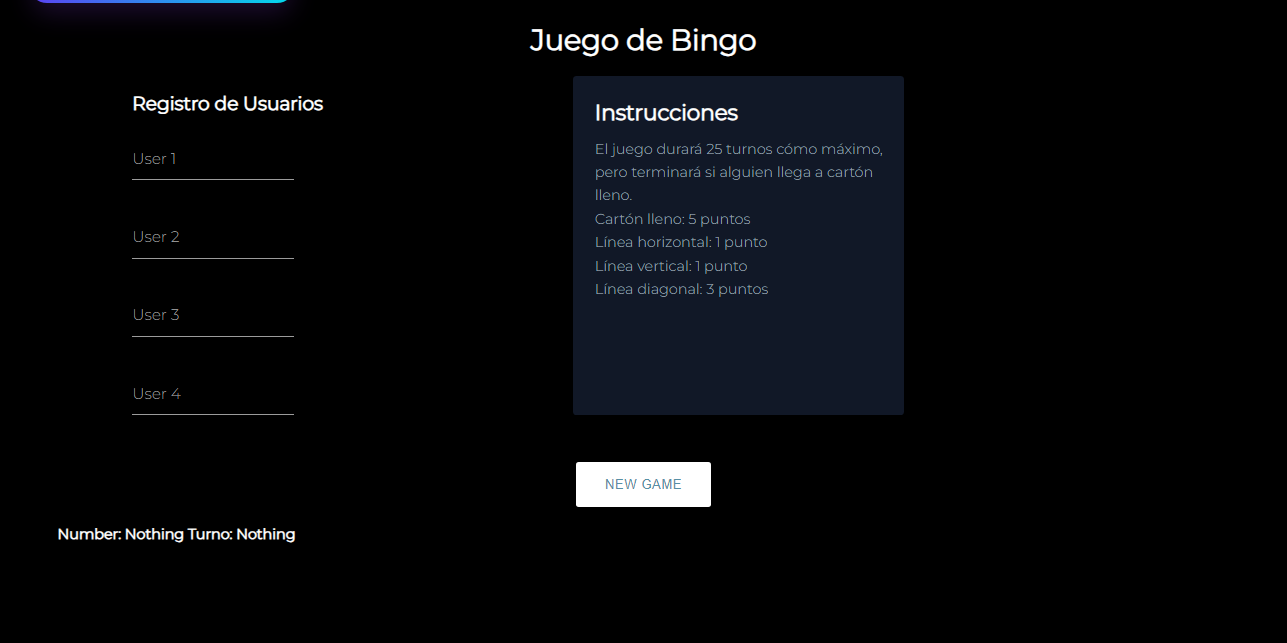 Juego de Bingo
Registro de Usuarios
User 1
User 2
User 3
User 4
Instrucciones
El juego durará 25 turnos cómo máximo,
pero terminará si alguien llega a cartón
lleno.
Cartón lleno: 5 puntos
Línea horizontal: 1 punto
Línea vertical: 1 punto
Línea diagonal: 3 puntos
NEW GAME
Number: Nothing Turno: Nothing